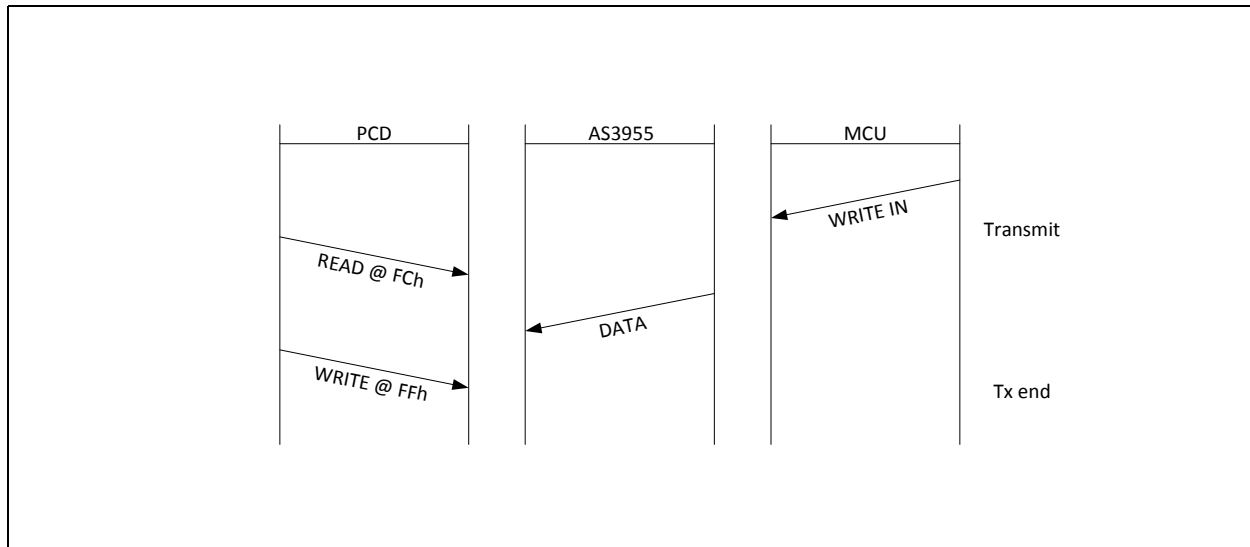 PCD AS3955 MCU
WRITE IN
Transmit
READ @ FCh
DATA
WRITE @ FFh
Tx end